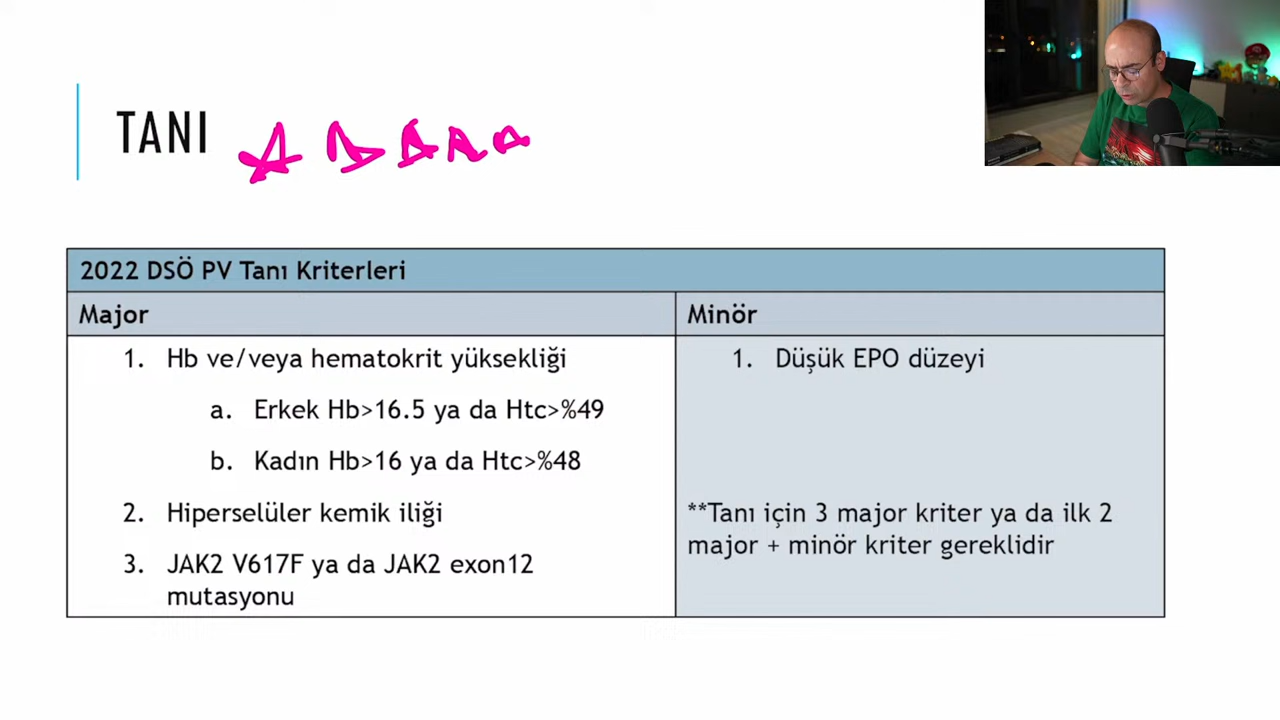 TANI
2022 DSÖ PV Tanı Kriterleri
Major
Minör
1. Hb ve/veya hematokrit yüksekliği
a. Erkek Hb>16.5 ya da Htc>%49
b. Kadın Hb>16 ya da Htc>%48
2. Hiperselüler kemik iliği
3. JAK2 V617F ya da JAK2 exon12
mutasyonu
1. Düşük EPO düzeyi
**Tanı için 3 major kriter ya da ilk 2
major + minör kriter gereklidir